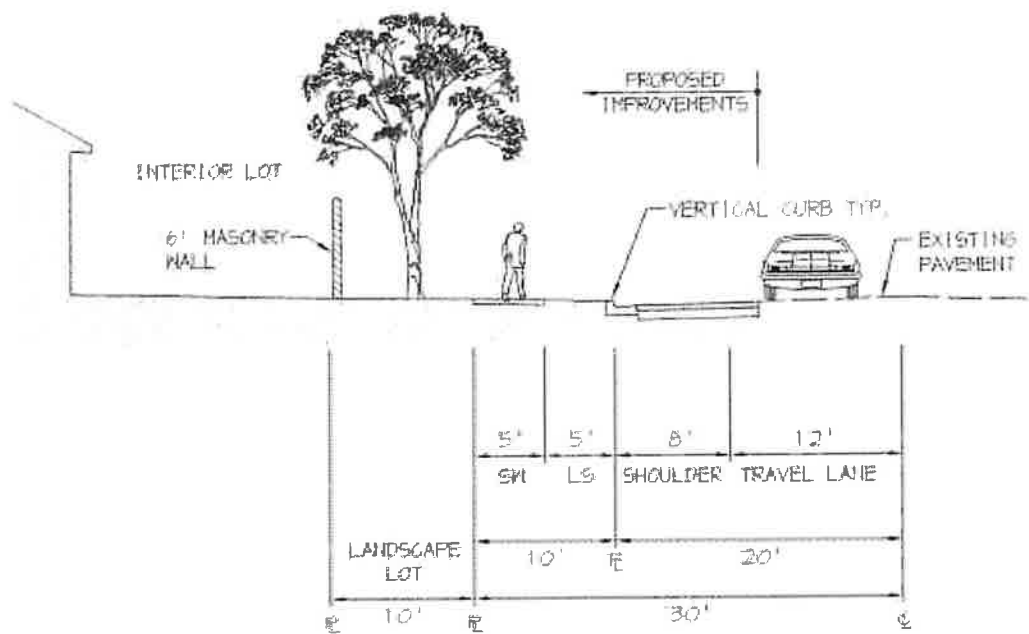 PROPOSED
IMPROVEMENTS
INTERIOR LOT
6' MASONRY
WALL
VERTICAL CURB TYP.
EXISTING
PAVEMENT
5' 5' 8' 12'
SW LS SHOULDER TRAVEL LANE
LANDSCAPE
LOT
10' 20'
10' 30'